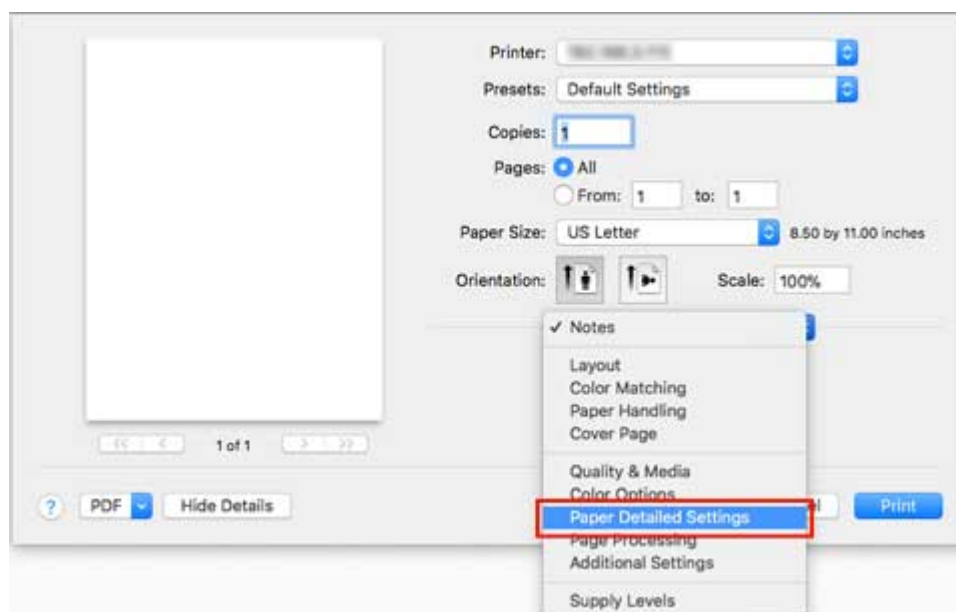 Printer:
Presets: Default Settings
Copies: 1
Pages: All
From: 1 to: 1
Paper Size: US Letter 8.50 by 11.00 inches
Orientation: Scale: 100%
✓ Notes
Layout
Color Matching
Paper Handling
Cover Page
1 of 1
Quality & Media
Color Options
? PDF Hide Details Paper Detailed Settings Print
Page Processing
Additional Settings
Supply Levels